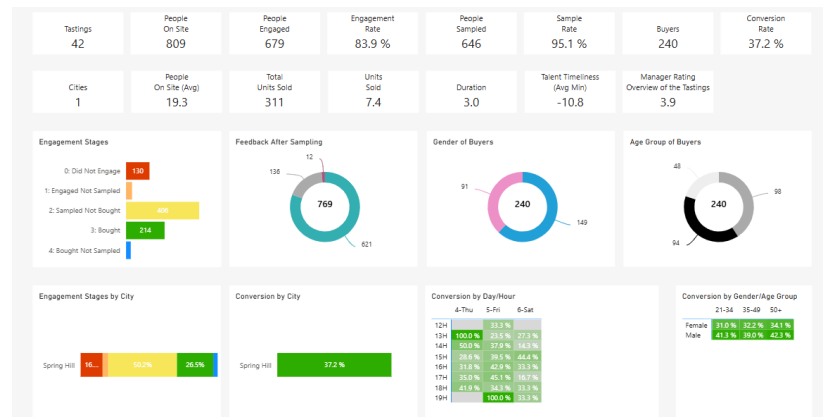 Tastings
42
People
On Site
809
People
Engaged
679
Engagement
Rate
83.9 %
People
Sampled
646
Sample
Rate
95.1 %
Buyers
240
Conversion
Rate
37.2 %
Cities
1
People
On Site (Avg)
19.3
Total
Units Sold
311
Units
Sold
7.4
Duration
3.0
Talent Timeliness
(Avg Min)
-10.8
Manager Rating
Overview of the Tastings
3.9
Engagement Stages
0: Did Not Engage 130
1: Engaged Not Sampled
2: Sampled Not Bought
3: Bought 214
4: Bought Not Sampled
Feedback After Sampling
12
136
769
621
Gender of Buyers
91
240
149
Age Group of Buyers
48
98
240
94
Engagement Stages by City
Spring Hill 16... 50.2% 26.5%
Conversion by City
Spring Hill 37.2 %
Conversion by Day/Hour
4-Thu 5-Fri 6-Sat
12H 33.3 %
13H 100.0 % 23.5 % 27.3 %
14H 50.0 % 37.9 % 14.3 %
15H 28.6 % 39.5 % 44.4 %
16H 31.8 % 42.9 % 33.3 %
17H 35.0 % 45.1 % 16.7 %
18H 41.9 % 34.3 % 33.3 %
19H 100.0 % 33.3 %
Conversion by Gender/Age Group
21-34 35-49 50+
Female 31.0 % 32.2 % 34.1 %
Male 41.3 % 39.0 % 42.3 %